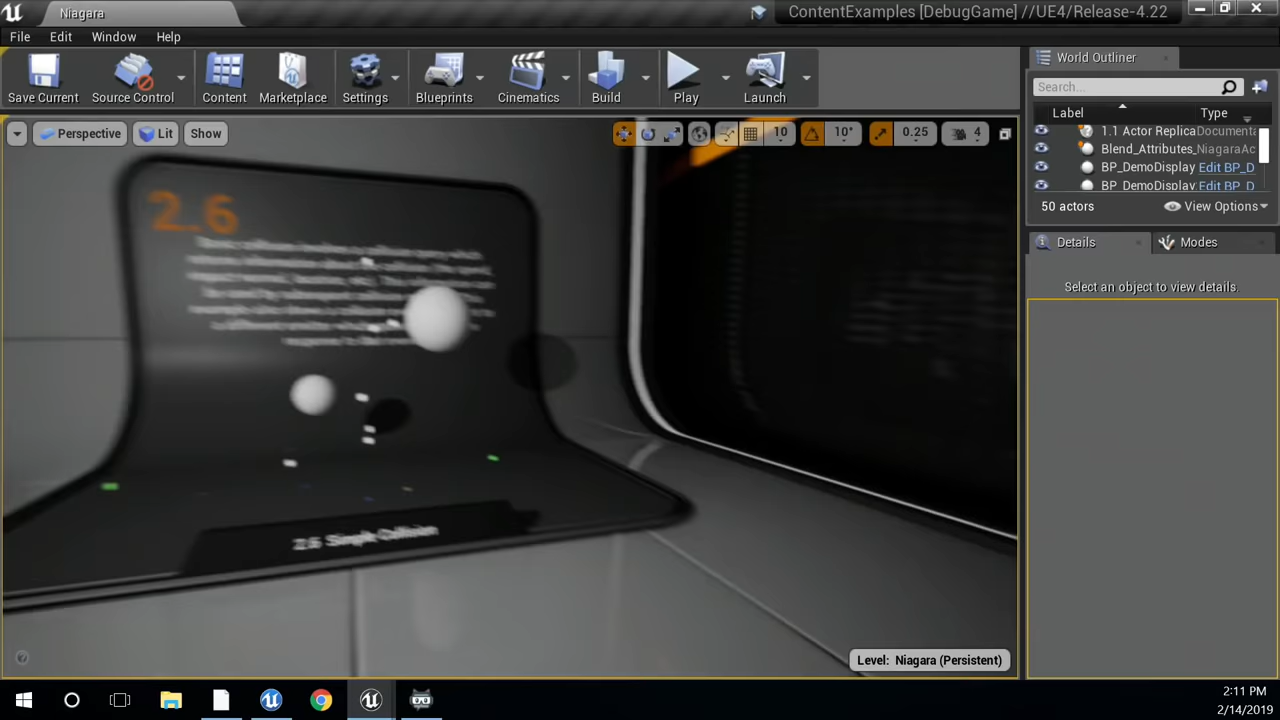 Niagara
ContentExamples [DebugGame] //UE4/Release-4.22
File Edit Window Help
Save Current
Source Control
Content
Marketplace
Settings
Blueprints
Cinematics
Build
Play
Launch
Perspective
Lit
Show
10
10°
0.25
4
2.6
2.6 Simple Collision
Level: Niagara (Persistent)
World Outliner
Search...
Label Type
1.1 Actor Replica Documenta
Blend_Attributes_ NiagaraAc
BP_DemoDisplay Edit BP_D
BP_DemoDisplay Edit BP_D
50 actors
View Options
Details
Modes
Select an object to view details.
2:11 PM
2/14/2019